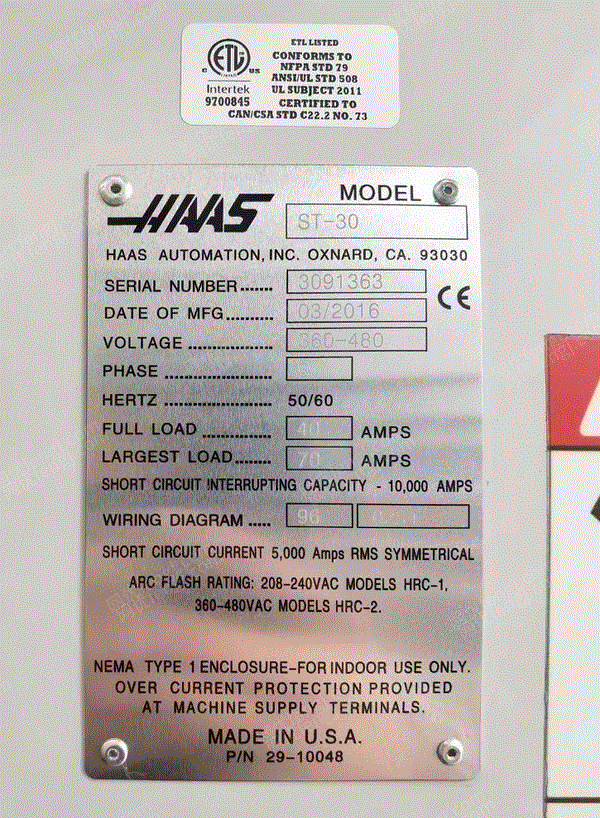 ETL LISTED
CONFORMS TO
NFPA STD 79
ANSI/UL STD 508
UL SUBJECT 2011
CERTIFIED TO
CAN/CSA STD C22.2 NO. 73
C ETL US
LISTED
Intertek
9700845
HAAS
MODEL
ST-30
HAAS AUTOMATION, INC. OXNARD, CA. 93030
SERIAL NUMBER....... 3091363
CE
DATE OF MFG.......... 03/2016
VOLTAGE .................. 360-480
PHASE .......................
HERTZ ....................... 50/60
FULL LOAD .............. 40 AMPS
LARGEST LOAD........ 70 AMPS
SHORT CIRCUIT INTERRUPTING CAPACITY - 10,000 AMPS
WIRING DIAGRAM ..... 96
SHORT CIRCUIT CURRENT 5,000 Amps RMS SYMMETRICAL
ARC FLASH RATING: 208-240VAC MODELS HRC-1,
360-480VAC MODELS HRC-2.
NEMA TYPE 1 ENCLOSURE-FOR INDOOR USE ONLY.
OVER CURRENT PROTECTION PROVIDED
AT MACHINE SUPPLY TERMINALS.
MADE IN U.S.A.
P/N 29-10048